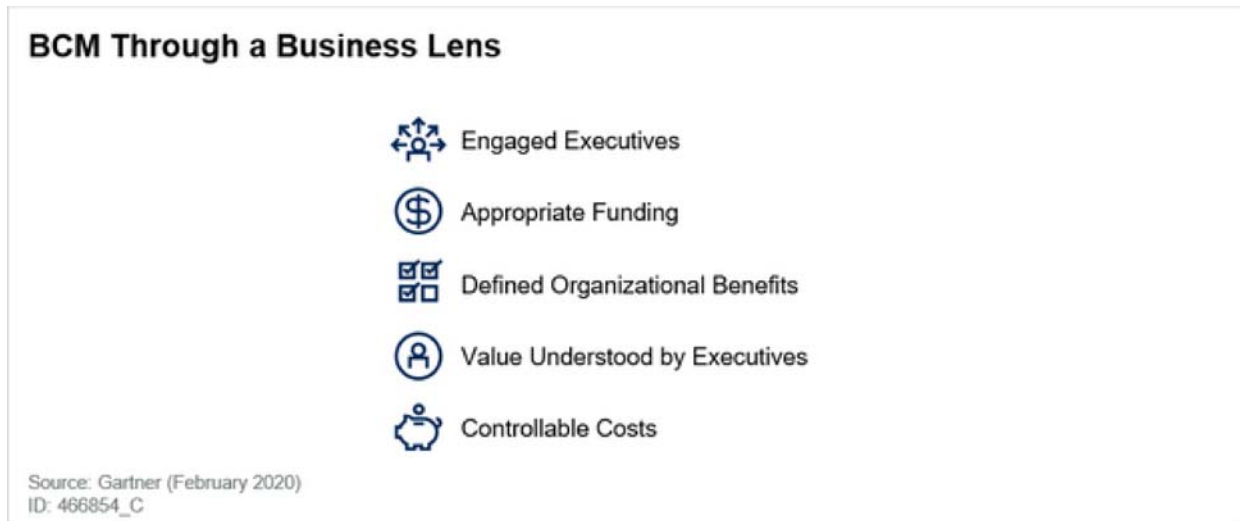 BCM Through a Business Lens
Engaged Executives
Appropriate Funding
Defined Organizational Benefits
Value Understood by Executives
Controllable Costs
Source: Gartner (February 2020)
ID: 466854_C